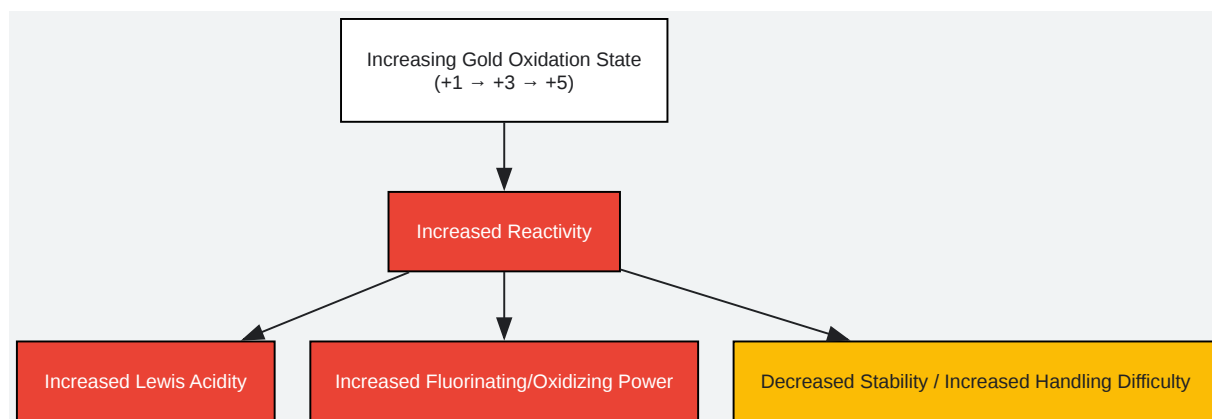 Increasing Gold Oxidation State
(+1 → +3 → +5)
Increased Reactivity
Increased Lewis Acidity
Increased Fluorinating/Oxidizing Power
Decreased Stability / Increased Handling Difficulty